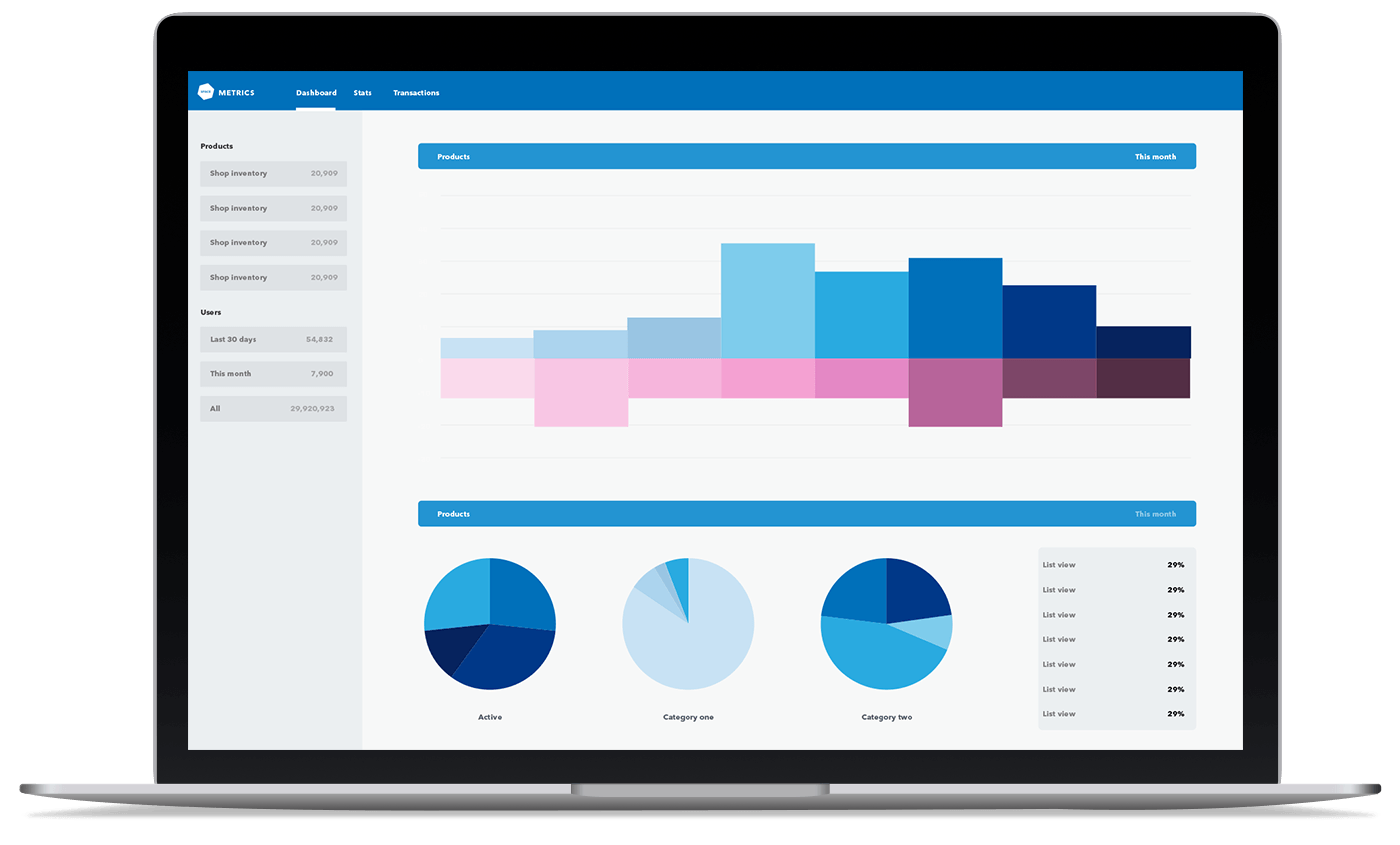 METRICS Dashboard Stats Transactions
Products
Shop inventory 20,909
Shop inventory 20,909
Shop inventory 20,909
Shop inventory 20,909
Users
Last 30 days 54,832
This month 7,900
All 29,920,923
Products This month
Products This month
Active
Category one
Category two
List view 29%
List view 29%
List view 29%
List view 29%
List view 29%
List view 29%
List view 29%